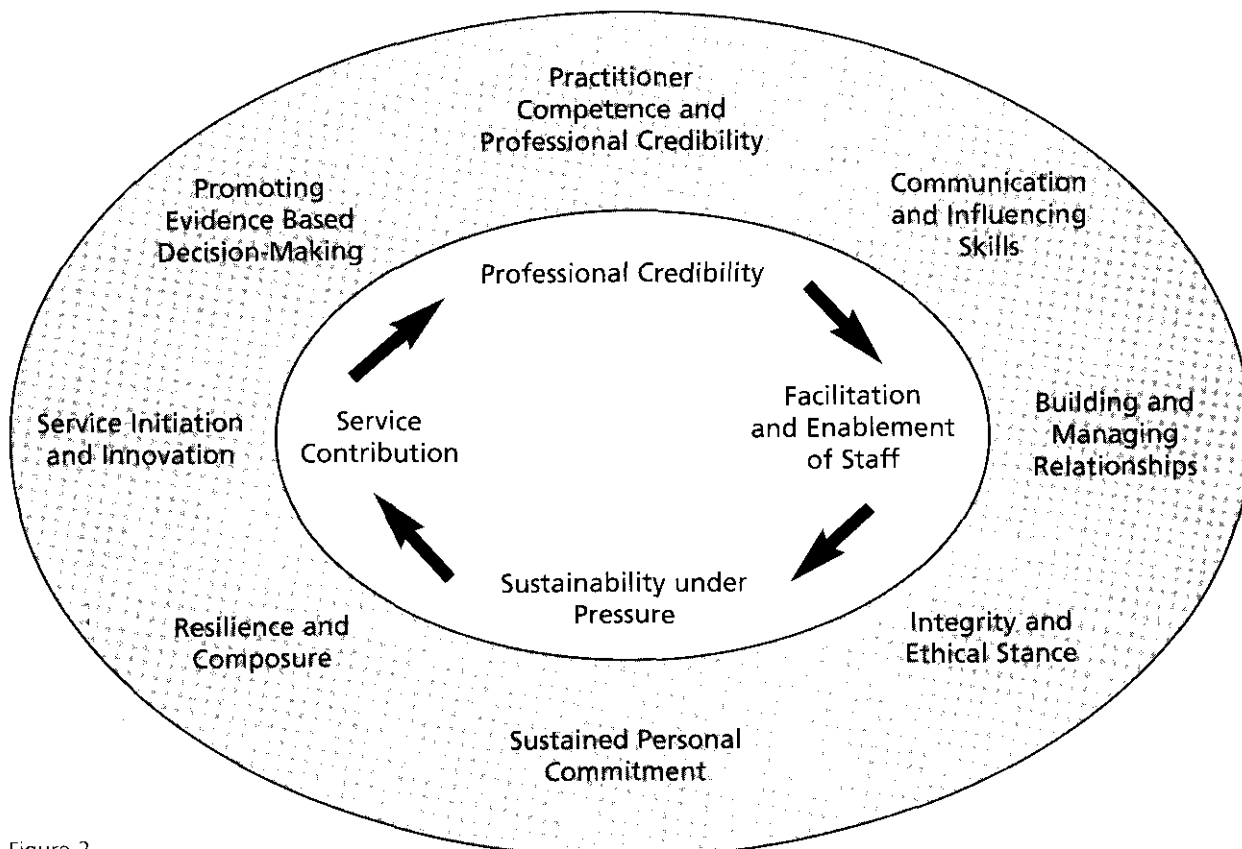 Practitioner
Competence and
Professional Credibility
Promoting
Evidence Based
Decision-Making
Communication
and Influencing
Skills
Professional Credibility
Service Initiation
and Innovation
Service
Contribution
Facilitation
and Enablement
of Staff
Building and
Managing
Relationships
Sustainability under
Pressure
Resilience and
Composure
Integrity and
Ethical Stance
Sustained Personal
Commitment
Figure 2